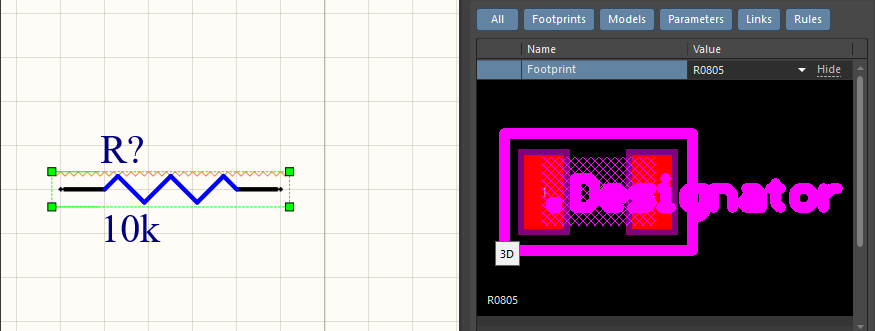 R?
10k
All Footprints Models Parameters Links Rules
Name Value
Footprint R0805 Hide
1 .Designator
3D
R0805